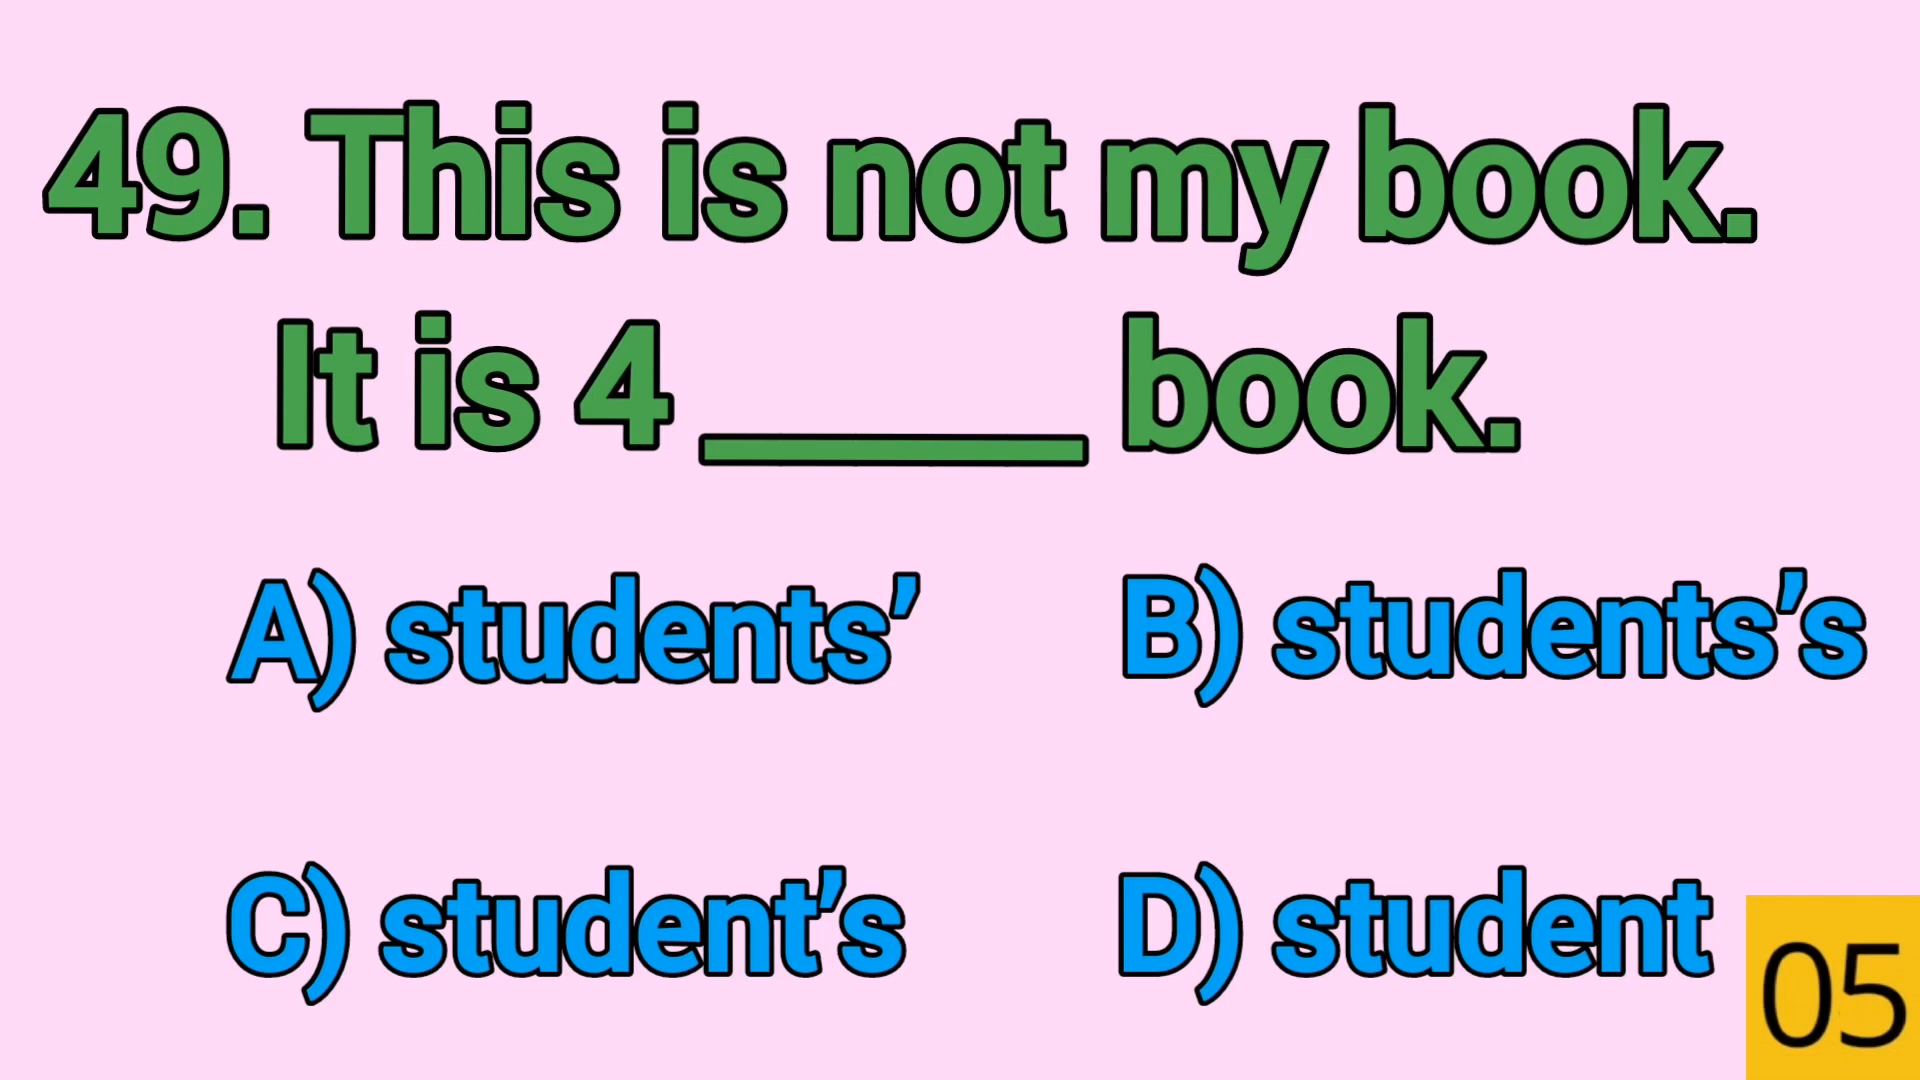 49. This is not my book.
It is 4 _____ book.
A) students’ B) students’s
C) student’s D) student
05